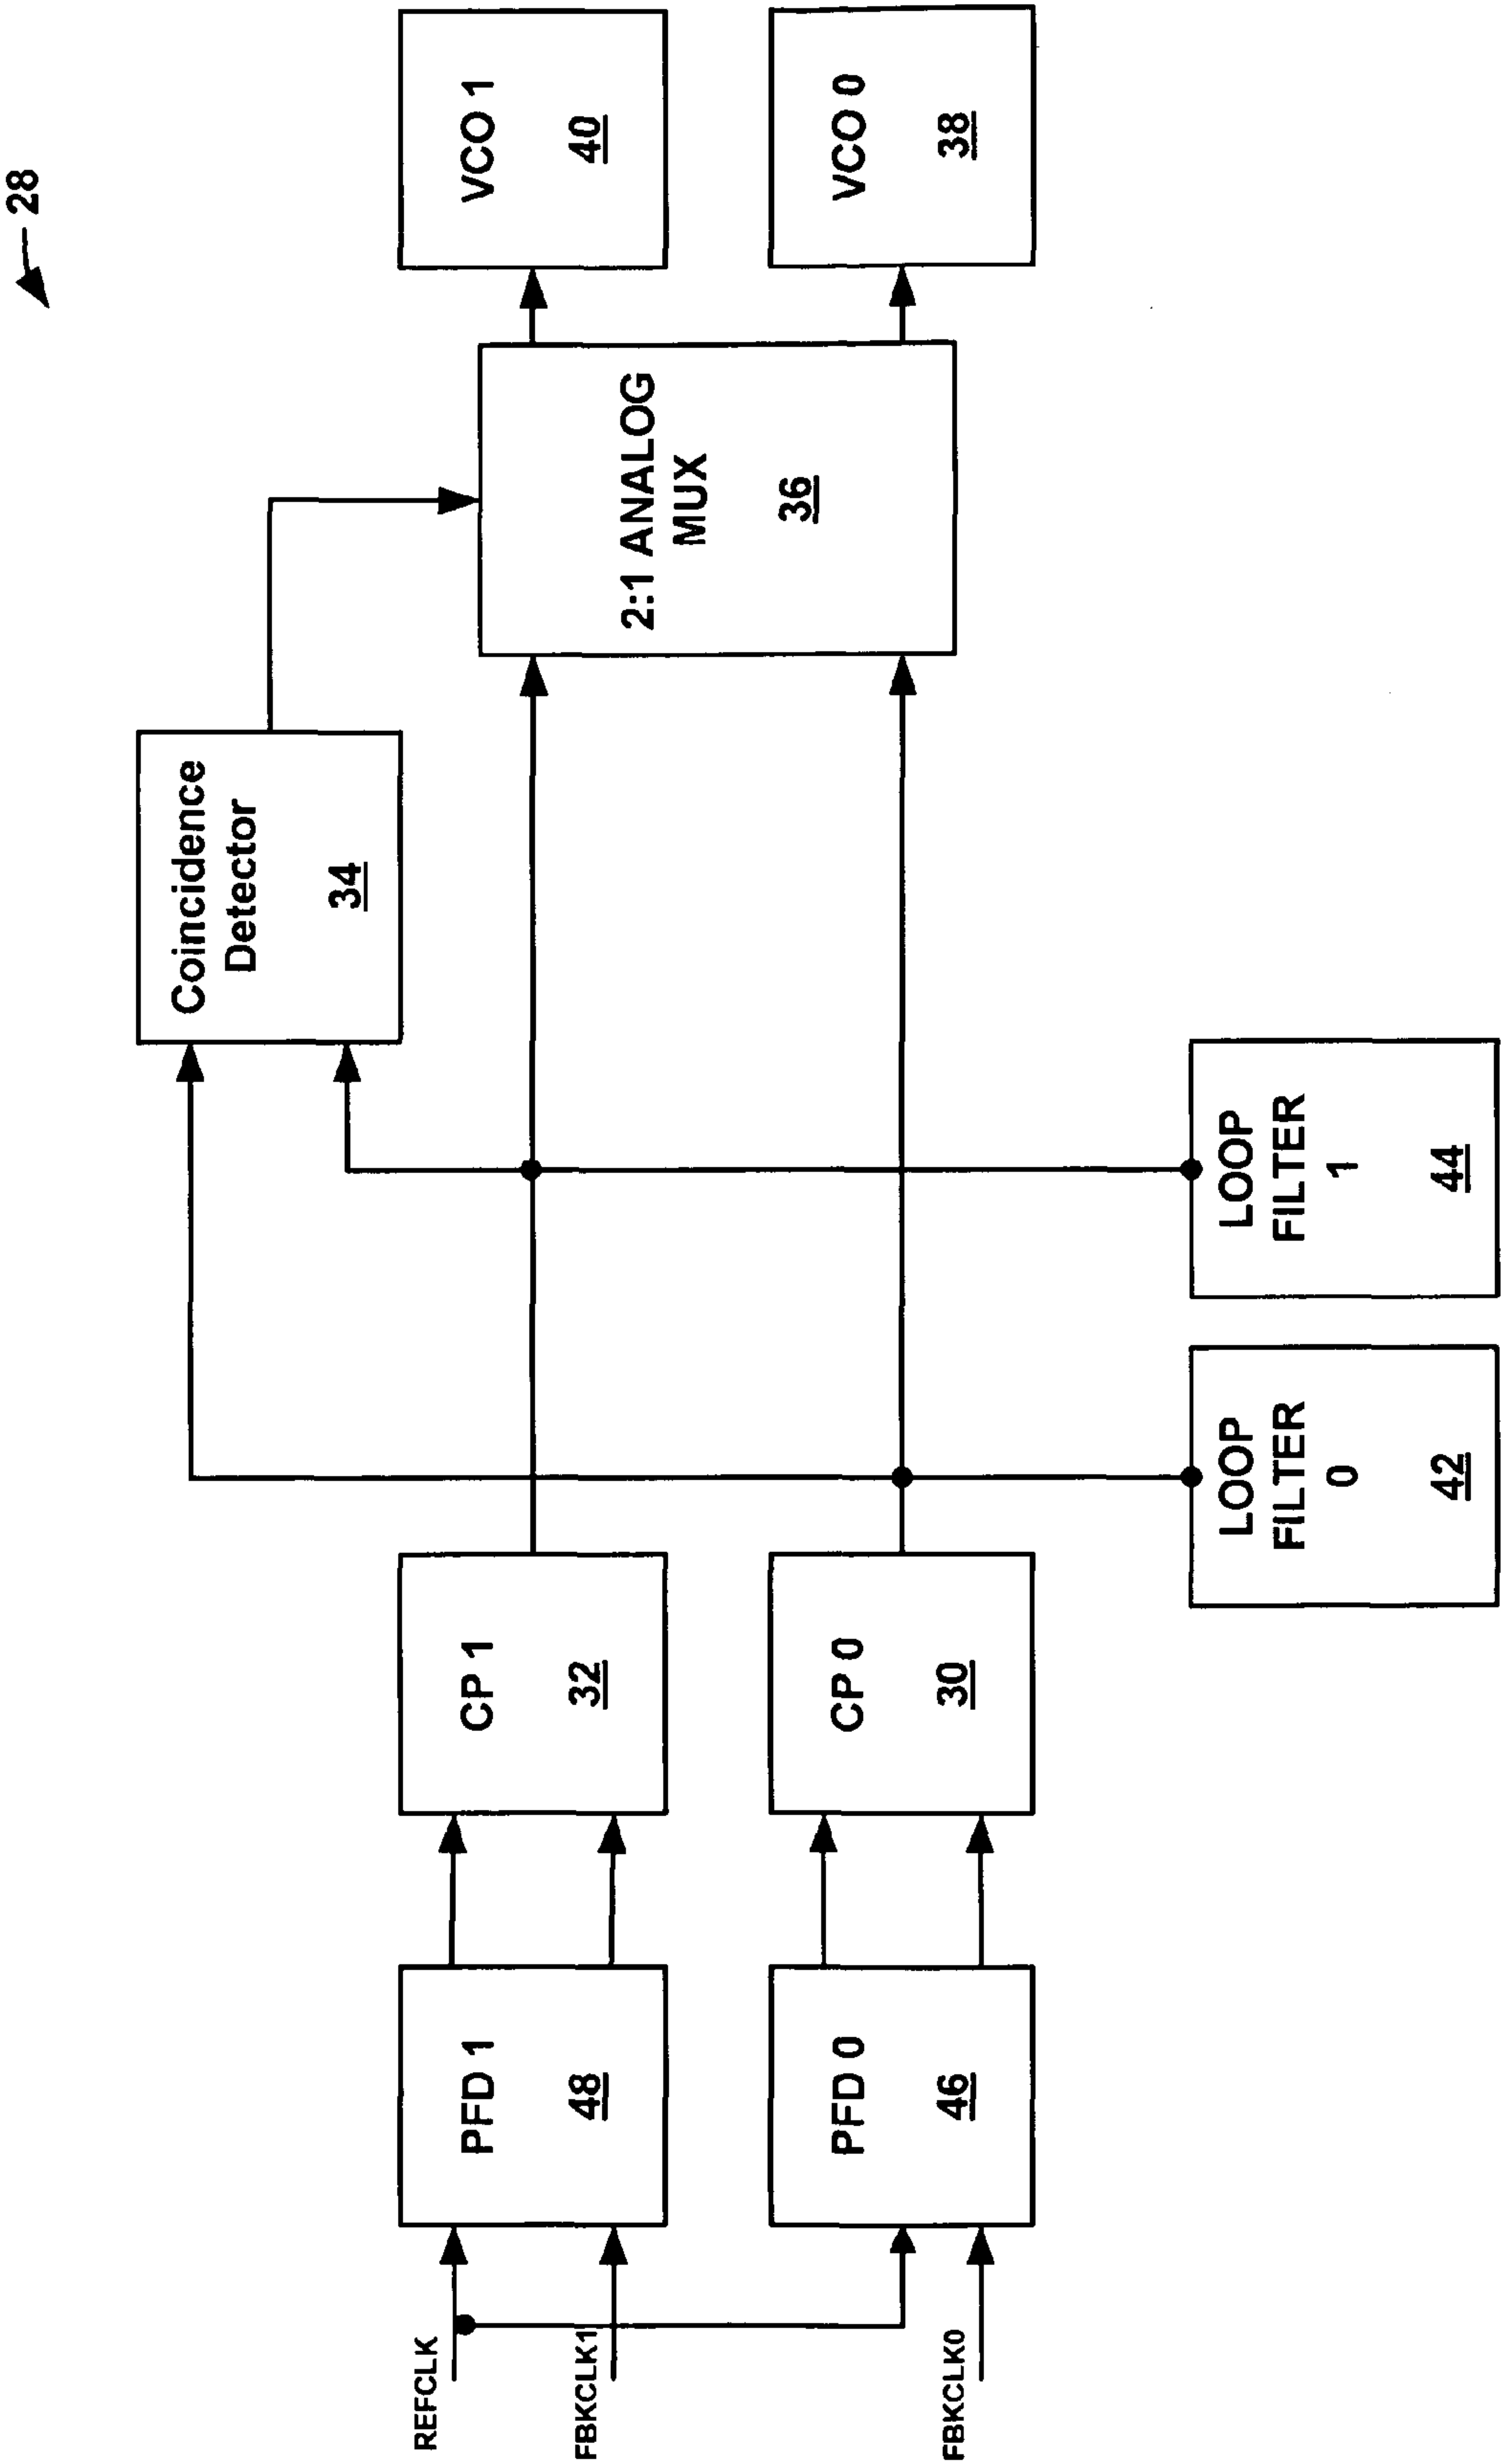 28
REFCLK
FBKCLK1
FBKCLK0
PFD 1
48
PFD 0
46
CP 1
32
CP 0
30
Coincidence
Detector
34
2:1 ANALOG
MUX
36
VCO 1
40
VCO 0
38
LOOP
FILTER
0
42
LOOP
FILTER
1
44